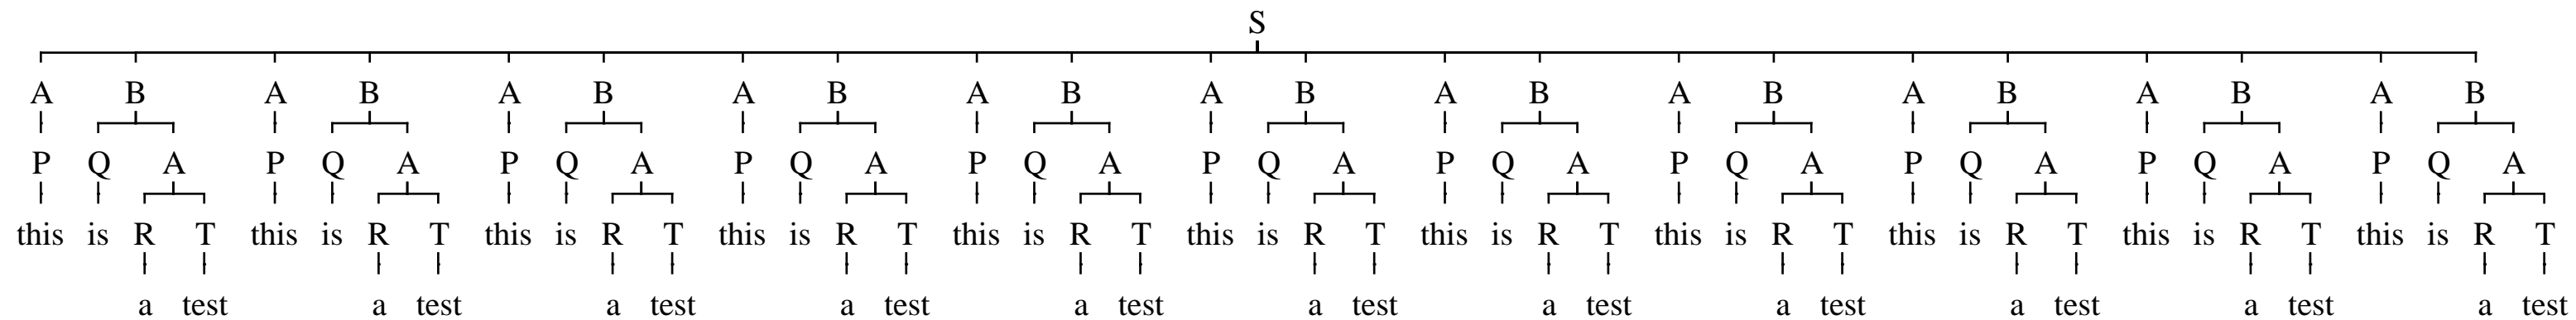 S
A B A B A B A B A B A B A B A B A B A B A B
P Q A P Q A P Q A P Q A P Q A P Q A P Q A P Q A P Q A P Q A P Q A
this is R T this is R T this is R T this is R T this is R T this is R T this is R T this is R T this is R T this is R T this is R T
a test a test a test a test a test a test a test a test a test a test a test